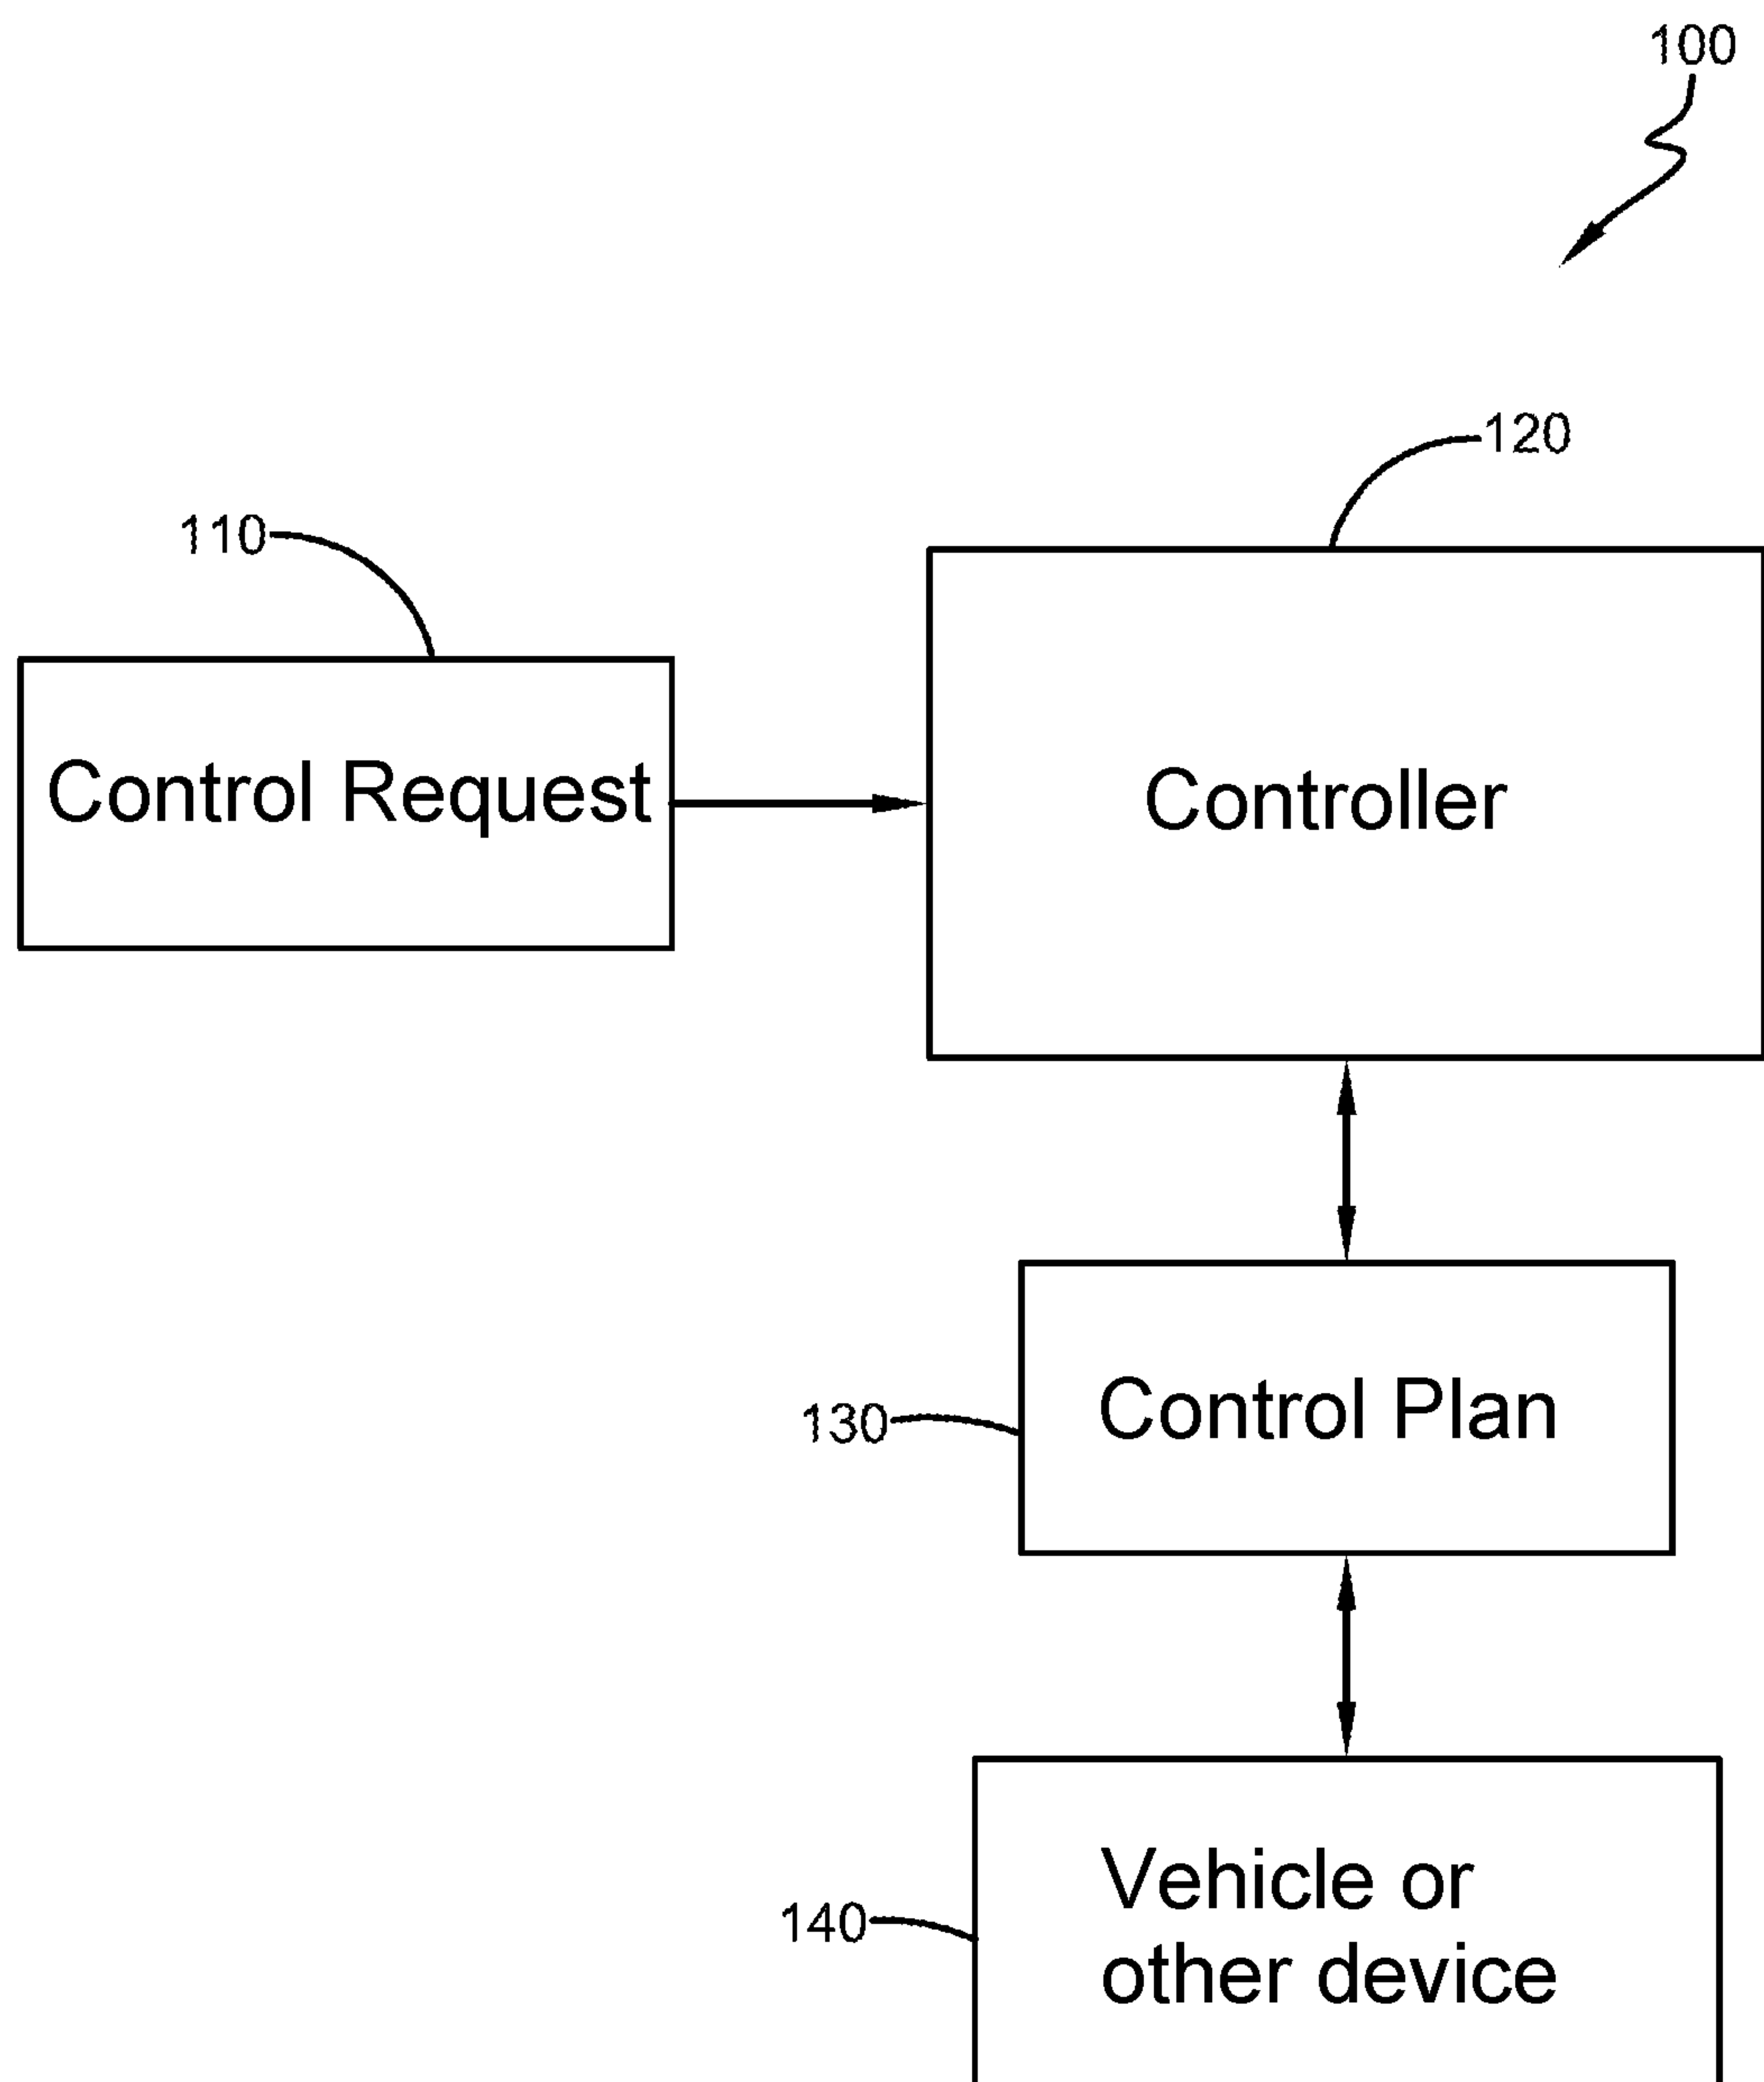 100
120
110
Control Request
Controller
Control Plan
130
Vehicle or
140
other device